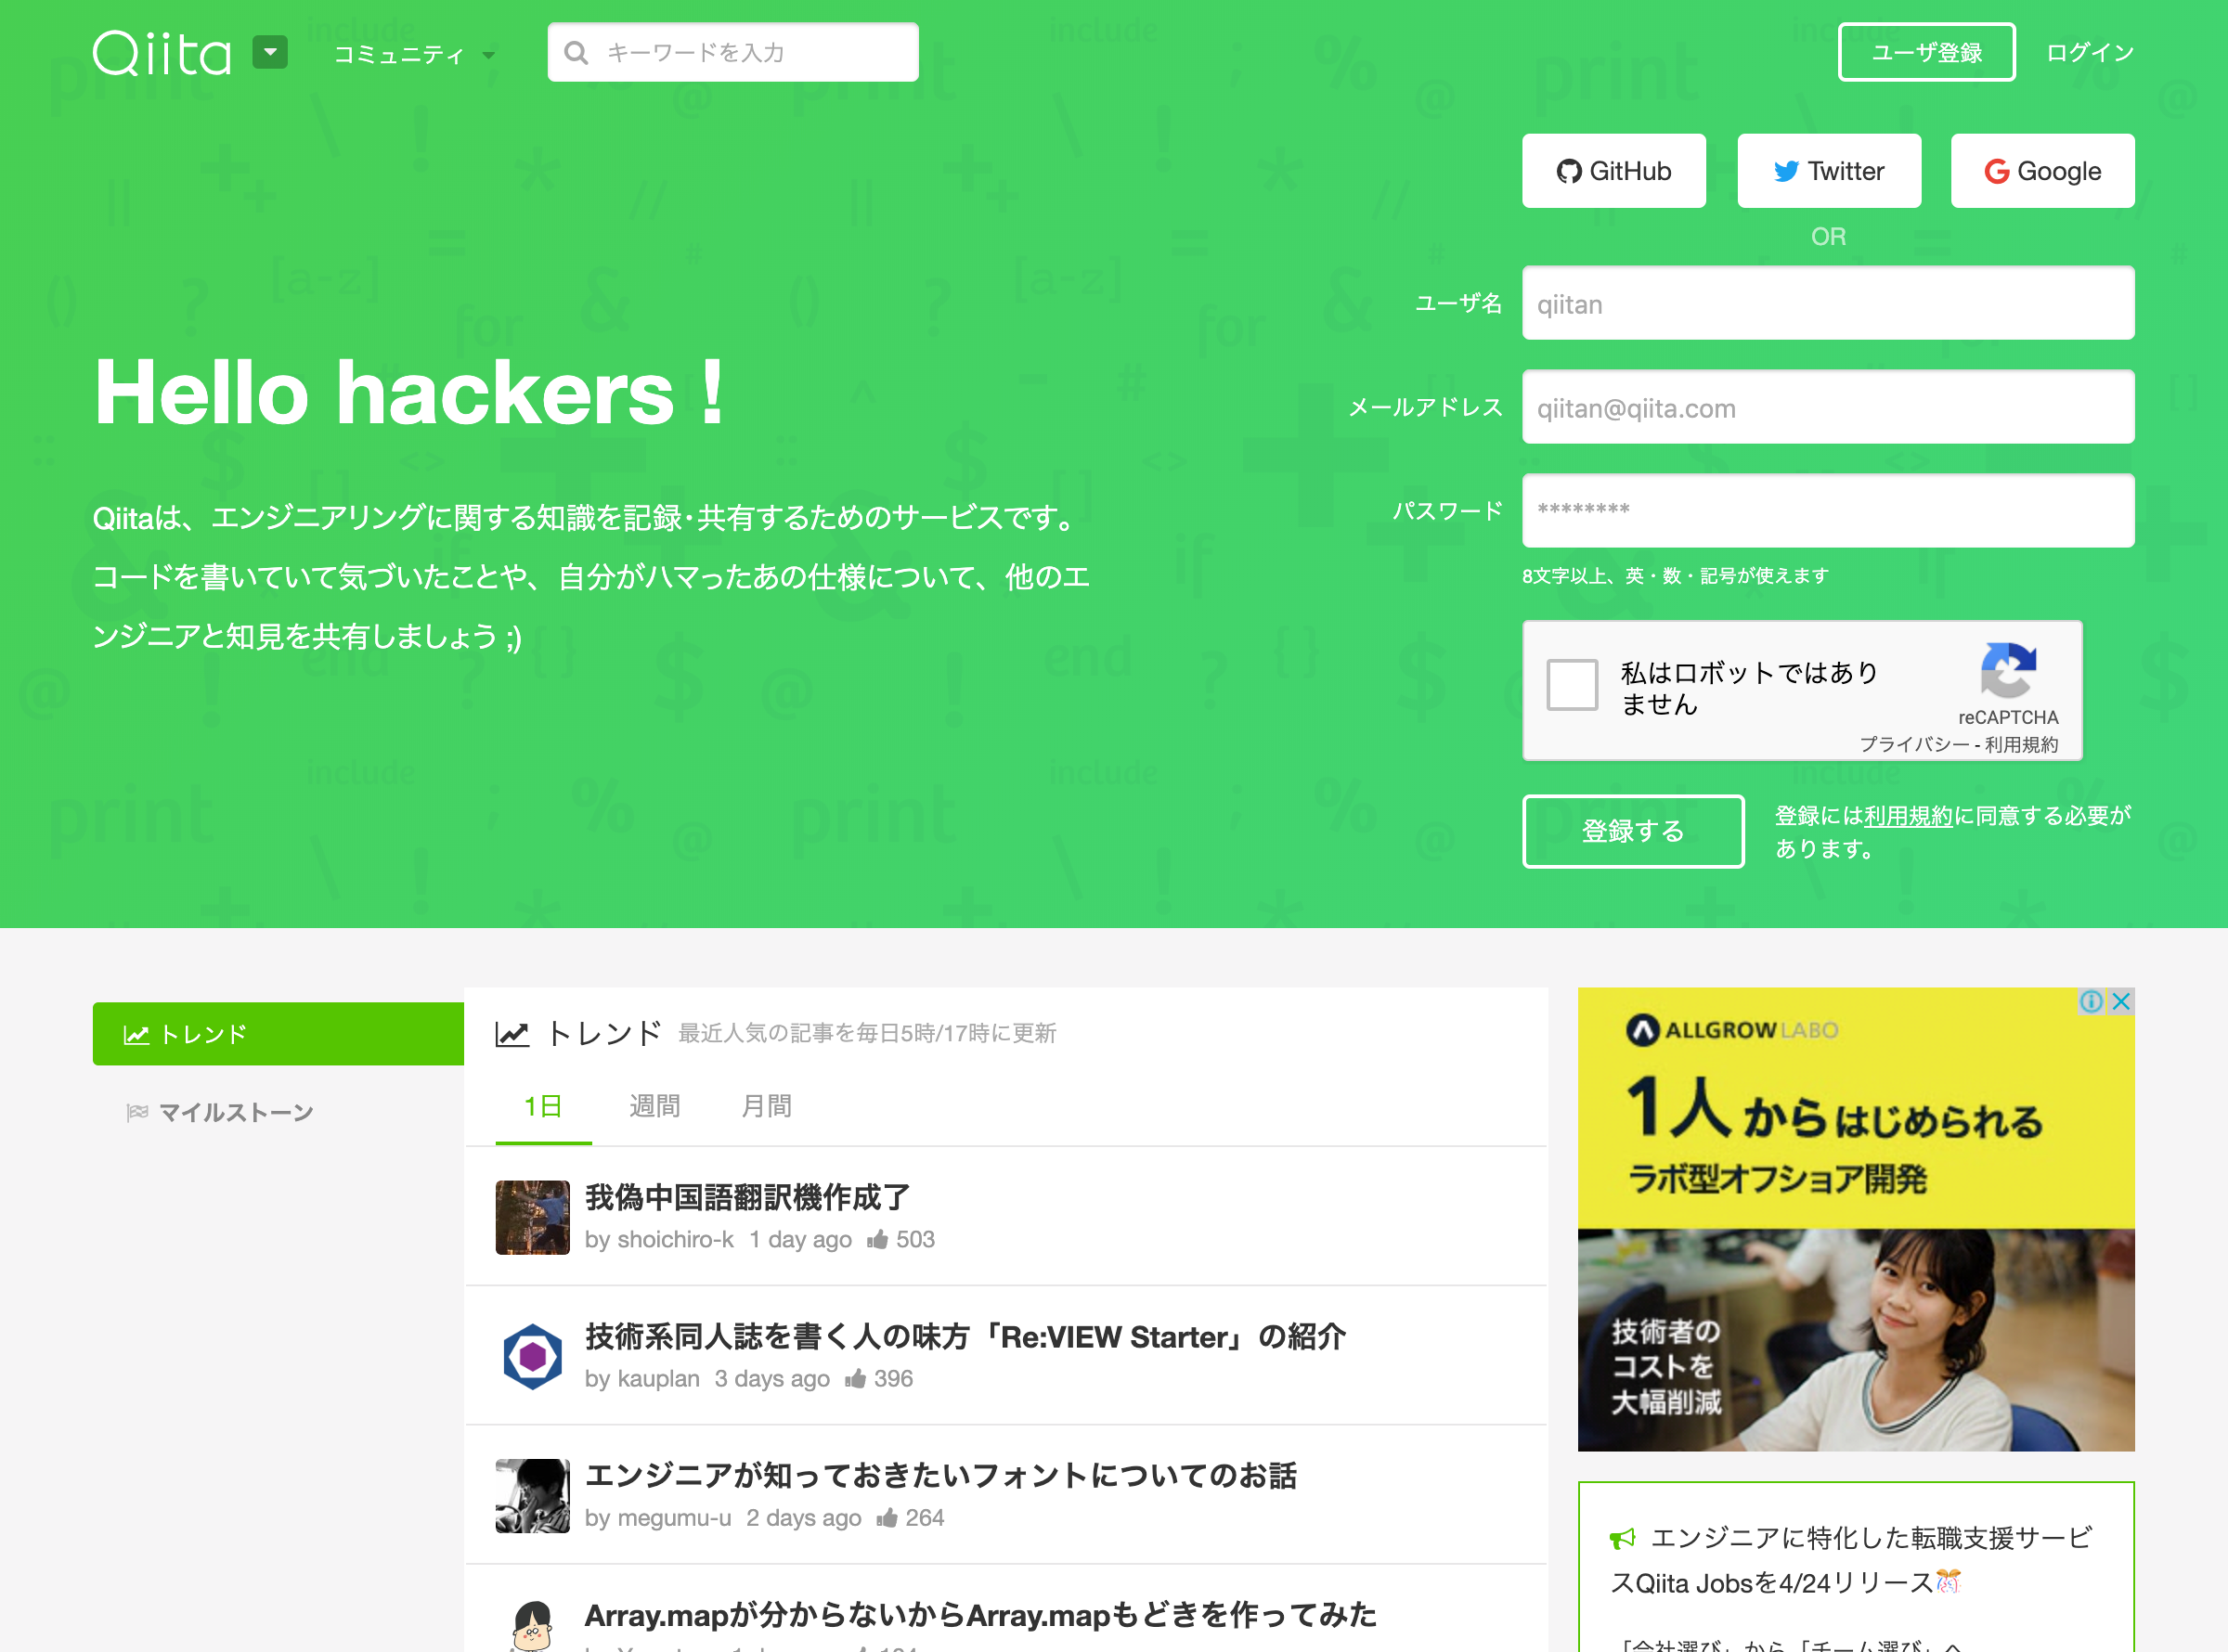 Qiita
コミュニティ
キーワードを入力
ユーザ登録
ログイン
GitHub
Twitter
Google
OR
ユーザ名
qiitan
メールアドレス
qiitan@qiita.com
パスワード
********
8文字以上、英・数・記号が使えます
私はロボットではあり
ません
reCAPTCHA
プライバシー - 利用規約
登録する
登録には利用規約に同意する必要が
あります。
Hello hackers !
Qiitaは、エンジニアリングに関する知識を記録・共有するためのサービスです。
コードを書いていて気づいたことや、自分がハマったあの仕様について、他のエ
ンジニアと知見を共有しましょう ;)
トレンド
マイルストーン
トレンド 最近人気の記事を毎日5時/17時に更新
1日 週間 月間
我偽中国語翻訳機作成了
by shoichiro-k 1 day ago 503
技術系同人誌を書く人の味方「Re:VIEW Starter」の紹介
by kauplan 3 days ago 396
エンジニアが知っておきたいフォントについてのお話
by megumu-u 2 days ago 264
Array.mapが分からないからArray.mapもどきを作ってみた
ALLGROW LABO
1人からはじめられる
ラボ型オフショア開発
技術者の
コストを
大幅削減
エンジニアに特化した転職支援サービ
スQiita Jobsを4/24リリース🎊
「会社選び」から「チーム選び」へ